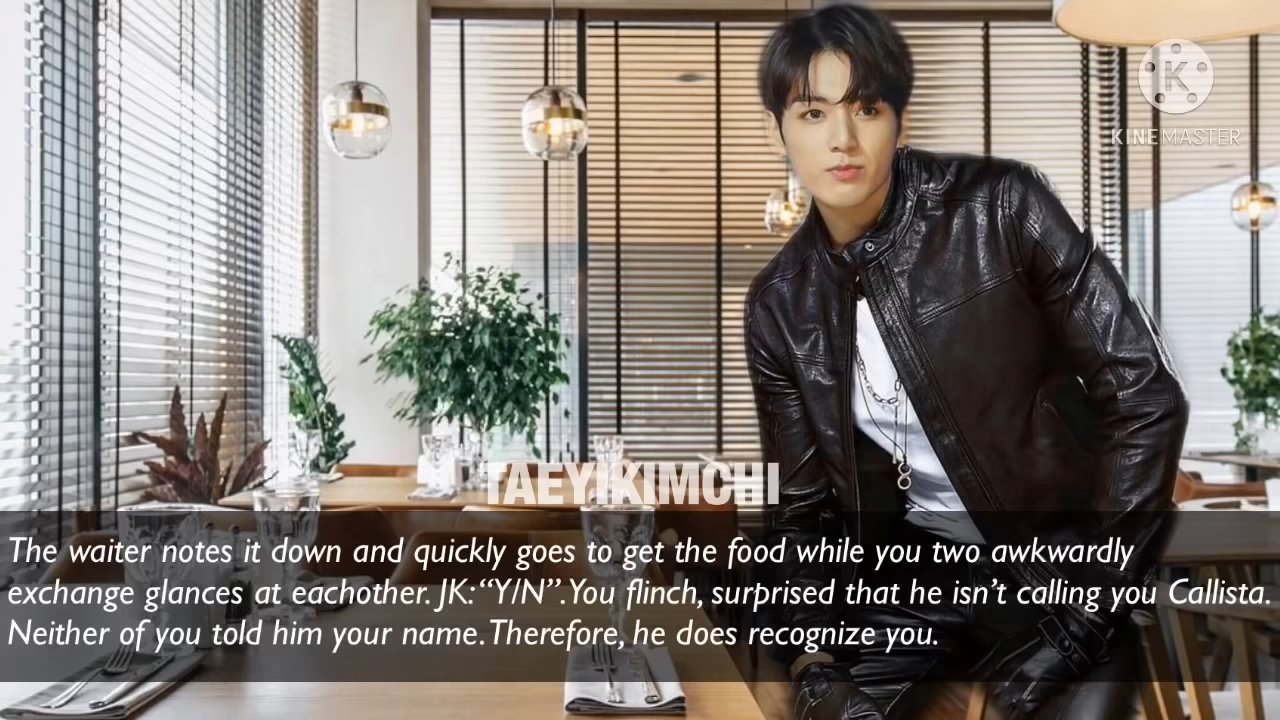 KINEMASTER
TAEYIKIMCHI
The waiter notes it down and quickly goes to get the food while you two awkwardly
exchange glances at eachother. JK: “Y/N”. You flinch, surprised that he isn’t calling you Callista.
Neither of you told him your name. Therefore, he does recognize you.